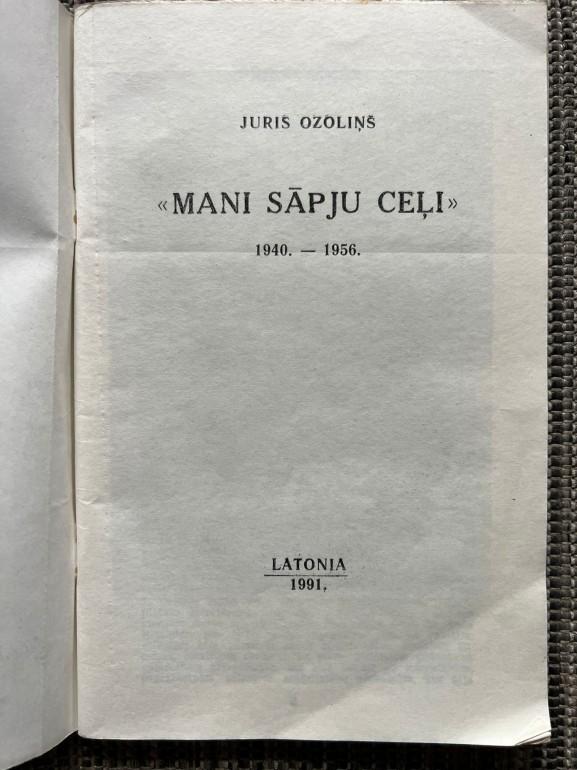 JURIS OZOLIŅŠ
«MANI SĀPJU CEĻI»
1940. — 1956.
LATONIA
1991.